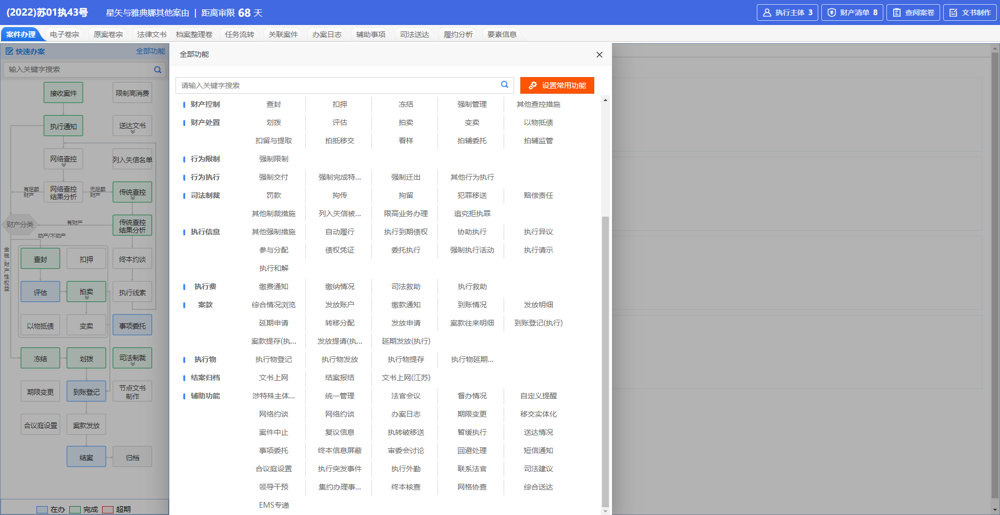 (2022)苏01执43号 星矢与雅典娜其他案由 | 距离审限 68 天 执行主体 3 财产清单 8 查阅案卷 文书制作
案件办理 电子卷宗 原案卷宗 法律文书 档案整理卷 任务流转 关联案件 办案日志 辅助事项 司法送达 履约分析 要素信息
快速办案 全部功能
输入关键字搜索
接收案件 限制高消费
执行通知 送达文书
网络查控 列入失信名单
有足额
财产
网络查控
结果分析
无足额
财产
传统查控
财产分类 有财产
传统查控
结果分析
动产/不动产
金钱、财产性权益
查封 扣押 终本约谈
评估 拍卖 执行线索
以物抵债 变卖 事项委托
冻结 划拨 司法制裁
期限变更 到账登记
节点文书
制作
合议庭设置 案款发放
结案 归档
在办 完成 超期
全部功能
请输入关键字搜索 设置常用功能
财产控制 查封 扣押 冻结 强制管理 其他查控措施
财产处置 划拨 评估 拍卖 变卖 以物抵债
扣留与提取 拍抵移交 看样 拍辅委托 拍辅监管
行为限制 强制限制
行为执行 强制交付 强制完成特... 强制迁出 其他行为执行
司法制裁 罚款 拘传 拘留 犯罪移送 赔偿责任
其他制裁措施 列入失信被... 限高业务办理 追究拒执罪
执行信息 其他强制措施 自动履行 执行到期债权 协助执行 执行异议
参与分配 债权凭证 委托执行 强制执行活动 执行请示
执行和解
执行费 缴费通知 缴纳情况 司法救助 执行救助
案款 综合情况浏览 发放账户 缴款通知 到账情况 发放明细
延期申请 转移分配 发放申请 案款往来明细 到账登记(执行)
案款提存(执... 发放提请(执... 延期发放(执行)
执行物 执行物登记 执行物发放 执行物提存 执行物延期...
结案归档 文书上网 结案报结 文书上网(江苏)
辅助功能 涉特殊主体... 统一管理 法官会议 督办情况 自定义提醒
网络约谈 网络约谈 办案日志 期限变更 移交实体化
案件中止 复议信息 执转破移送 暂缓执行 送达情况
事项委托 终本信息屏蔽 审委会讨论 回避处理 短信通知
合议庭设置 执行突发事件 执行外勤 联系法官 司法建议
领导干预 集约办理事... 终本核查 网格协查 综合送达
EMS专递